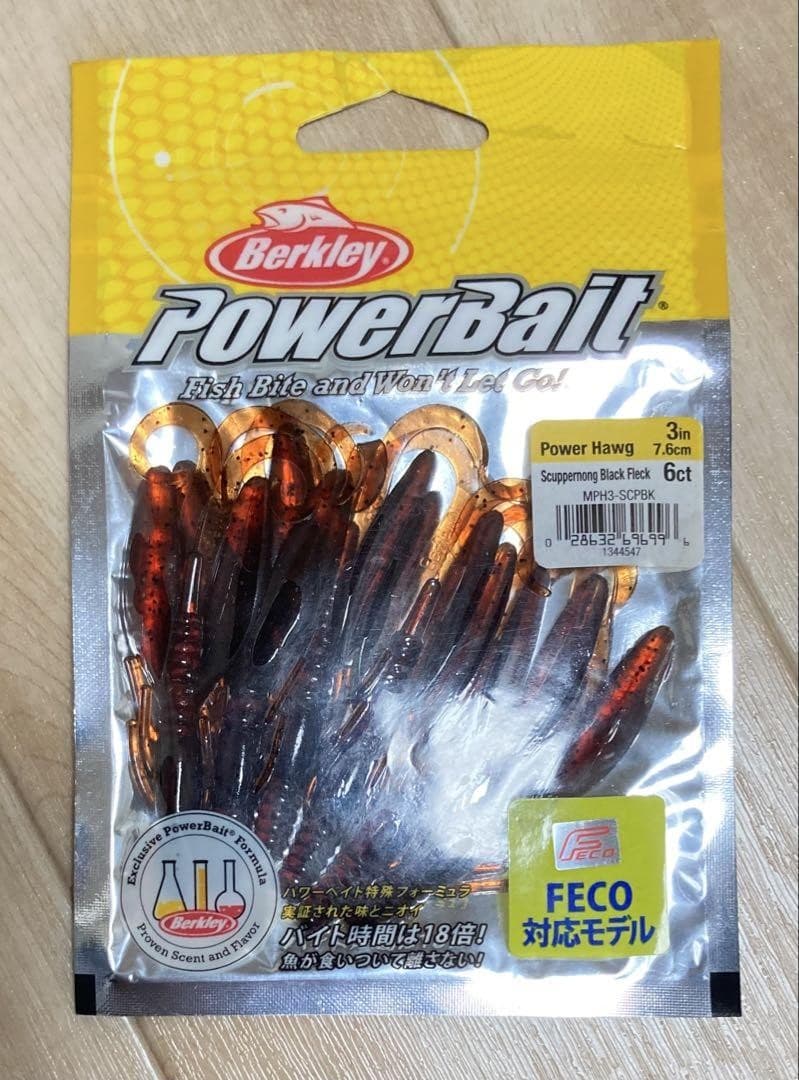 Berkley®
PowerBait®
Fish Bite and Won't Let Go!
Power Hawg 3in
7.6cm
Scuppernong Black Fleck 6ct
MPH3-SCPBK
0 28632 69699 6
1344547
Exclusive PowerBait® Formula
Berkley
Proven Scent and Flavor
パワーベイト特殊フォーミュラ
実証された味とニオイ
バイト時間は18倍!
魚が食いついて離さない!
FECO
FECO
対応モデル